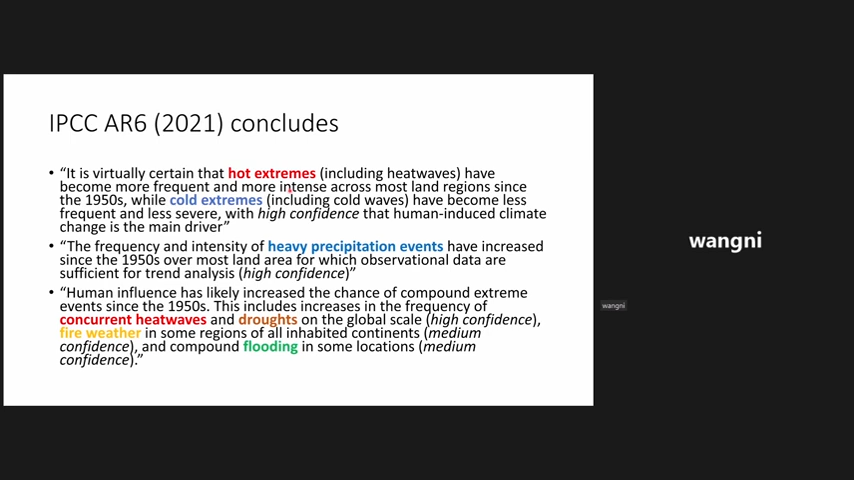 IPCC AR6 (2021) concludes
• “It is virtually certain that hot extremes (including heatwaves) have
become more frequent and more intense across most land regions since
the 1950s, while cold extremes (including cold waves) have become less
frequent and less severe, with high confidence that human-induced climate
change is the main driver”
• “The frequency and intensity of heavy precipitation events have increased
since the 1950s over most land area for which observational data are
sufficient for trend analysis (high confidence)”
• “Human influence has likely increased the chance of compound extreme
events since the 1950s. This includes increases in the frequency of
concurrent heatwaves and droughts on the global scale (high confidence),
fire weather in some regions of all inhabited continents (medium
confidence), and compound flooding in some locations (medium
confidence).”
wangni
wangni